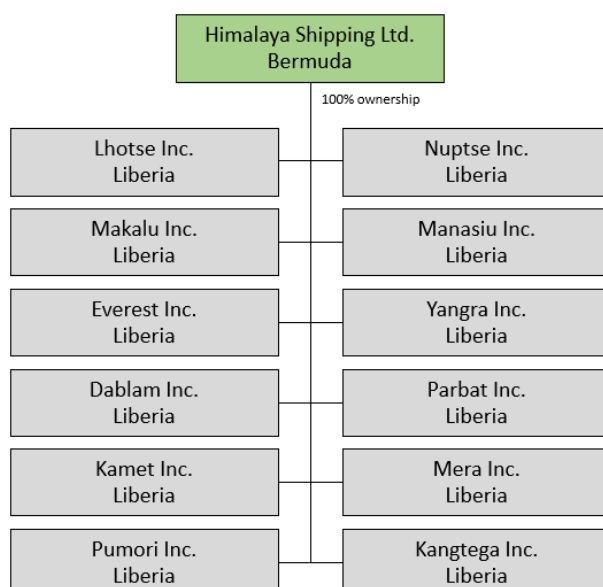 Himalaya Shipping Ltd.
Bermuda
100% ownership
Lhotse Inc.
Liberia
Nuptse Inc.
Liberia
Makalu Inc.
Liberia
Manasiu Inc.
Liberia
Everest Inc.
Liberia
Yangra Inc.
Liberia
Dablam Inc.
Liberia
Parbat Inc.
Liberia
Kamet Inc.
Liberia
Mera Inc.
Liberia
Pumori Inc.
Liberia
Kangtega Inc.
Liberia